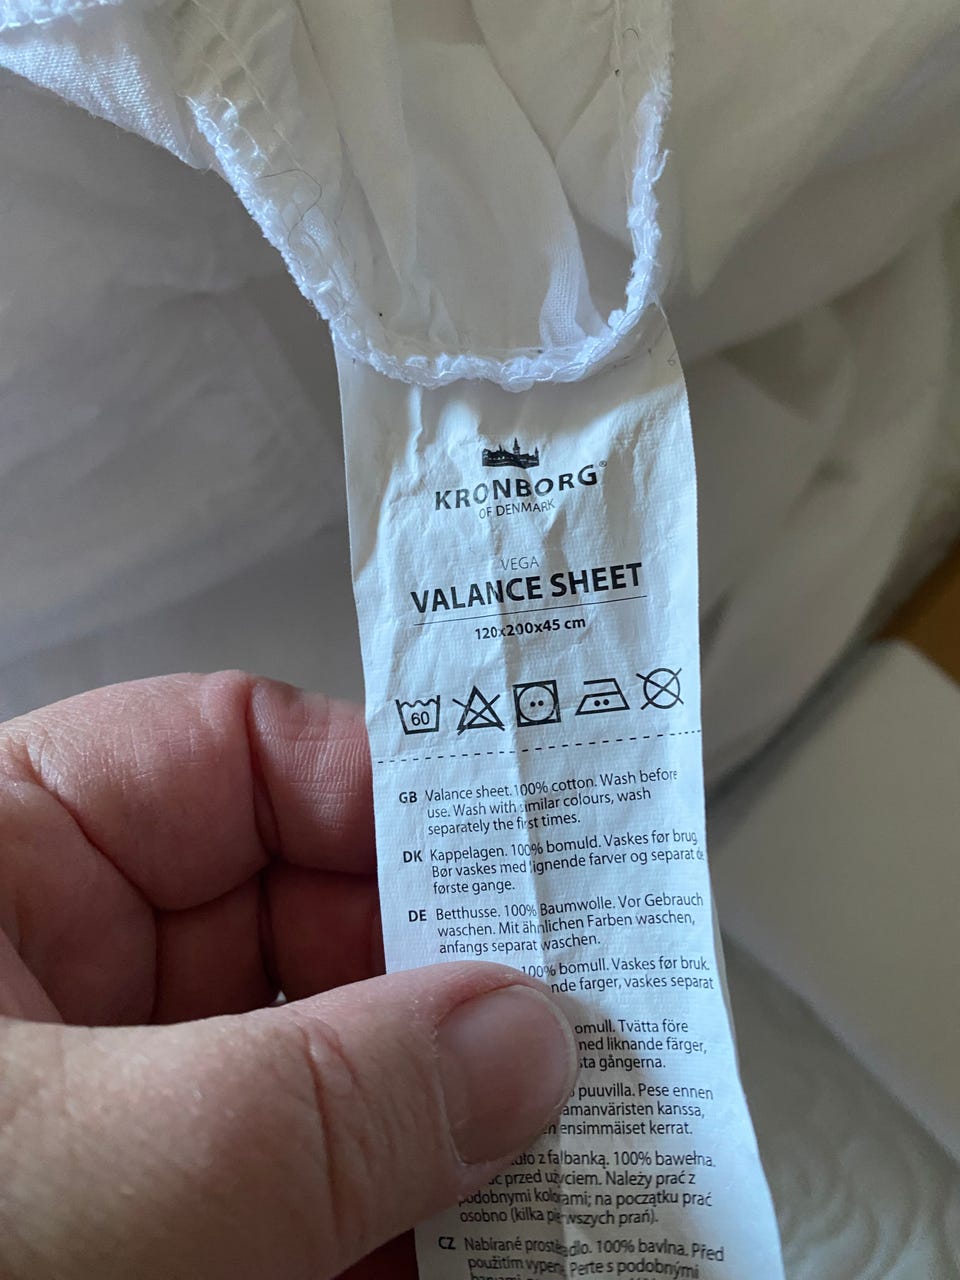 KRONBORG®
OF DENMARK
VEGA
VALANCE SHEET
120x200x45 cm
60
GB Valance sheet. 100% cotton. Wash before
use. Wash with similar colours, wash
separately the first times.
DK Kappelagen. 100% bomuld. Vaskes før brug.
Bør vaskes med lignende farver og separat de
første gange.
DE Betthusse. 100% Baumwolle. Vor Gebrauch
waschen. Mit ähnlichen Farben waschen,
anfangs separat waschen.
100% bomull. Vaskes før bruk.
farger, vaskes separat
Tvätta före
liknande färger,
gångerna.
puuvilla. Pese ennen
kanssa,
ensimmäiset kerrat.
z falbanką. 100% bawełna.
przed użyciem. Należy prać z
podobnymi kolorami; na początku prać
osobno (kilka pierwszych prań).
CZ Nabírané prostěradlo. 100% bavlna. Před
použitím Perte s podobnými